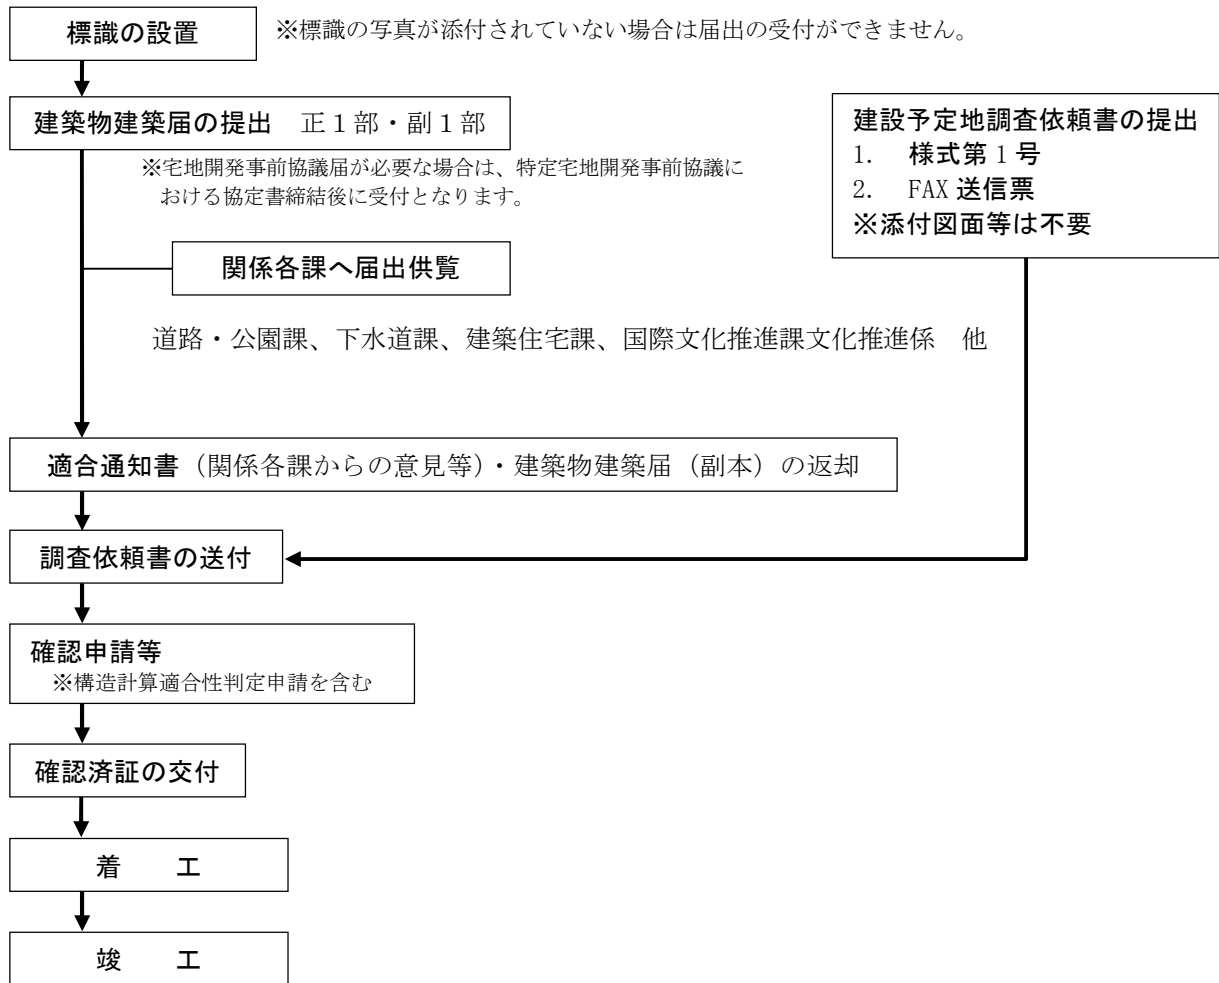 標識の設置
※標識の写真が添付されていない場合は届出の受付ができません。
建築物建築届の提出　正１部・副１部
※宅地開発事前協議届が必要な場合は、特定宅地開発事前協議に
おける協定書締結後に受付となります。
建設予定地調査依頼書の提出
1.　様式第１号
2.　FAX 送信票
※添付図面等は不要
関係各課へ届出供覧
道路・公園課、下水道課、建築住宅課、国際文化推進課文化推進係　他
適合通知書（関係各課からの意見等）・建築物建築届（副本）の返却
調査依頼書の送付
確認申請等
※構造計算適合性判定申請を含む
確認済証の交付
着　　工
竣　　工